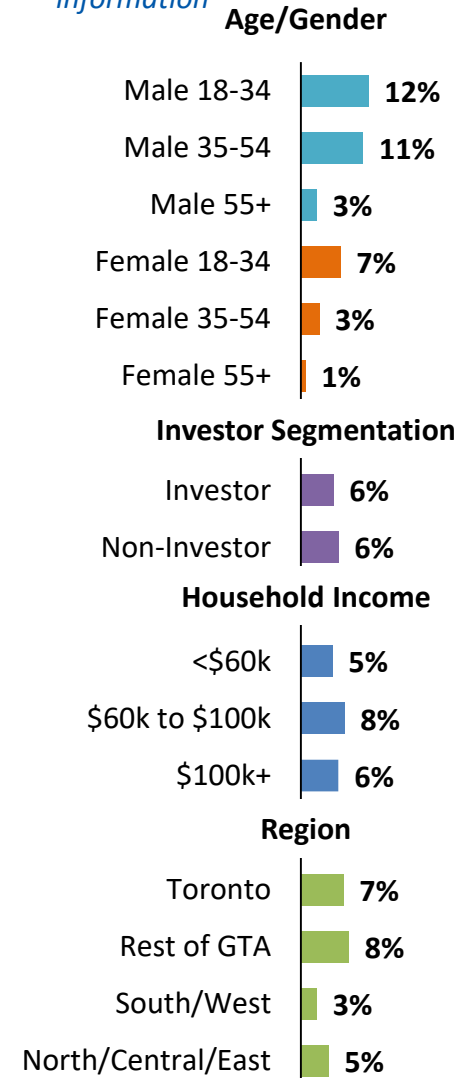 information
Age/Gender
Male 18-34 12%
Male 35-54 11%
Male 55+ 3%
Female 18-34 7%
Female 35-54 3%
Female 55+ 1%
Investor Segmentation
Investor 6%
Non-Investor 6%
Household Income
<$60k 5%
$60k to $100k 8%
$100k+ 6%
Region
Toronto 7%
Rest of GTA 8%
South/West 3%
North/Central/East 5%